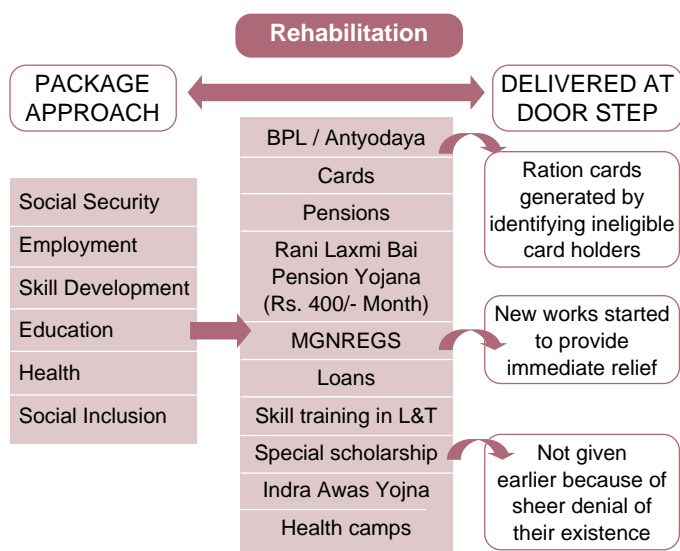 Rehabilitation
PACKAGE
APPROACH
DELIVERED AT
DOOR STEP
Social Security
Employment
Skill Development
Education
Health
Social Inclusion
BPL / Antyodaya
Cards
Pensions
Rani Laxmi Bai
Pension Yojana
(Rs. 400/- Month)
MGNREGS
Loans
Skill training in L&T
Special scholarship
Indra Awas Yojna
Health camps
Ration cards
generated by
identifying ineligible
card holders
New works started
to provide
immediate relief
Not given
earlier because of
sheer denial of
their existence